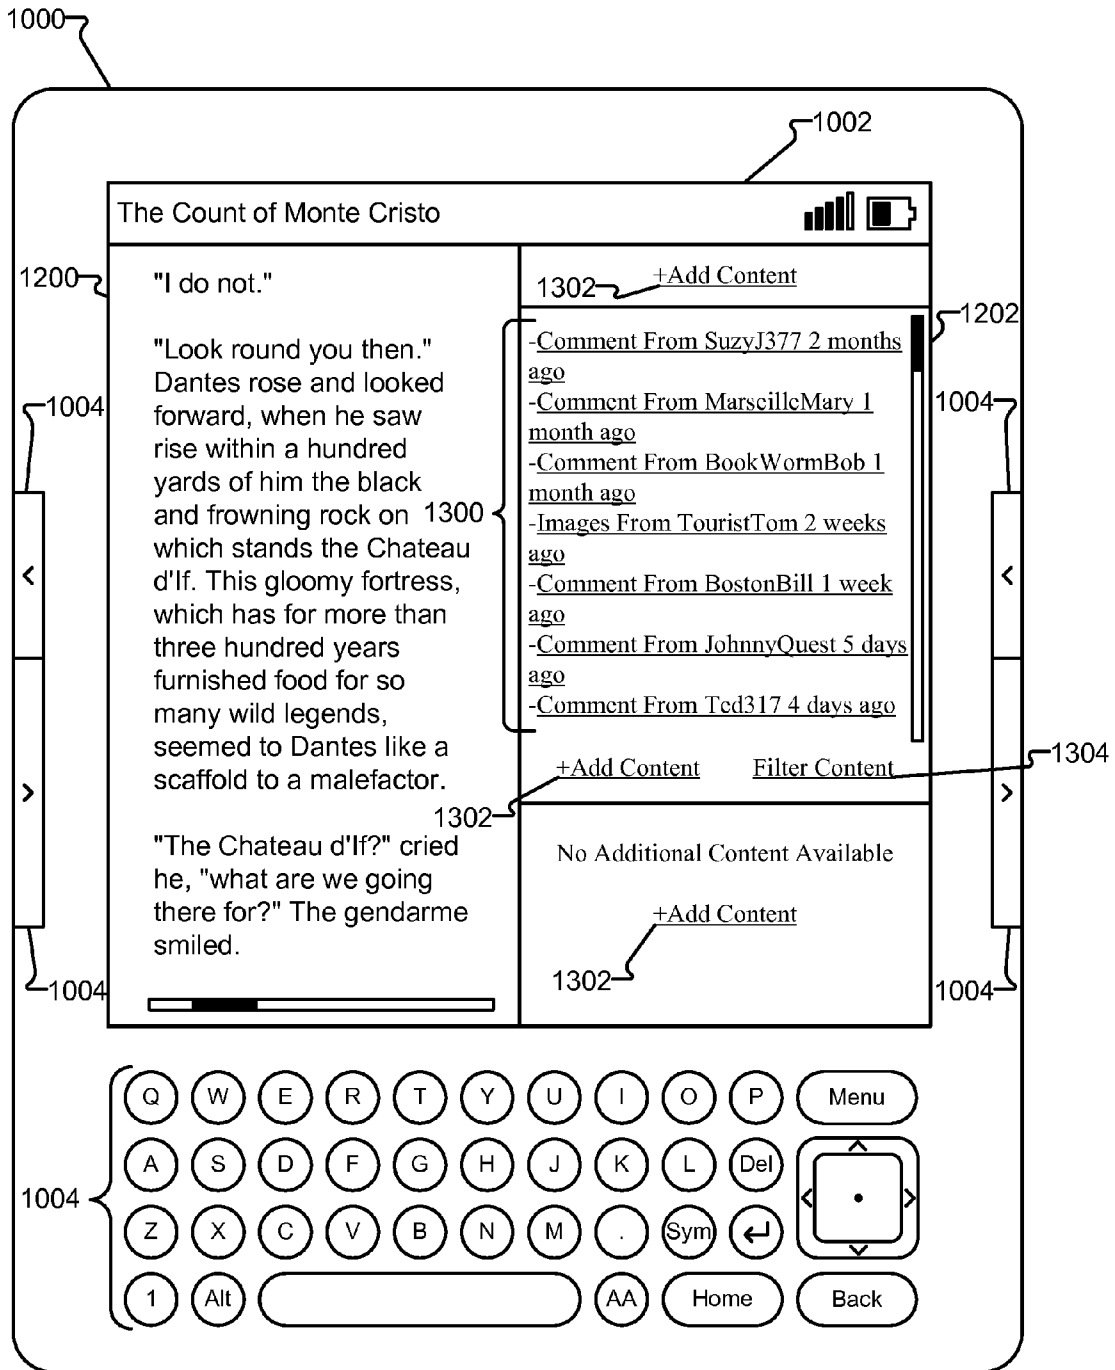 1000
1002
The Count of Monte Cristo
1200
"I do not."
"Look round you then."
Dantes rose and looked
forward, when he saw
rise within a hundred
yards of him the black
and frowning rock on
which stands the Chateau
d'If. This gloomy fortress,
which has for more than
three hundred years
furnished food for so
many wild legends,
seemed to Dantes like a
scaffold to a malefactor.
"The Chateau d'If?" cried
he, "what are we going
there for?" The gendarme
smiled.
1302
+Add Content
1202
1300
-Comment From SuzyJ377 2 months
ago
-Comment From MarseilleMary 1
month ago
-Comment From BookWormBob 1
month ago
-Images From TouristTom 2 weeks
ago
-Comment From BostonBill 1 week
ago
-Comment From JohnnyQuest 5 days
ago
-Comment From Ted317 4 days ago
+Add Content Filter Content
1304
1302
No Additional Content Available
+Add Content
1302
1004
1004
<
<
>
>
1004
1004
1004
Q W E R T Y U I O P Menu
A S D F G H J K L Del
Z X C V B N M . Sym
1 Alt AA Home Back